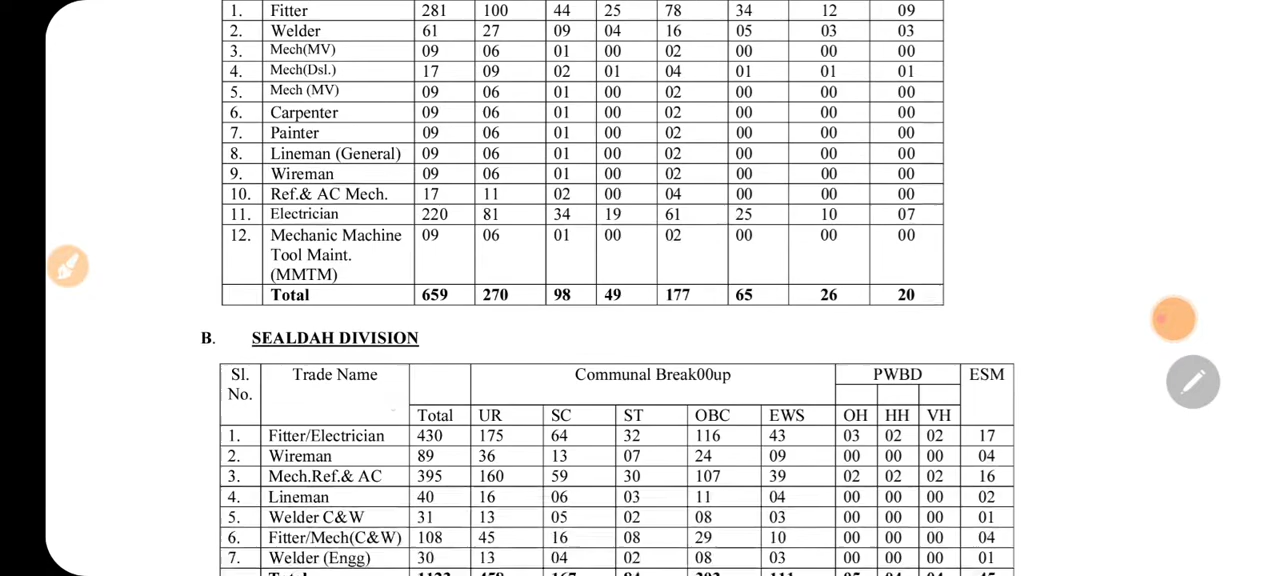 1. Fitter 281 100 44 25 78 34 12 09
2. Welder 61 27 09 04 16 05 03 03
3. Mech(MV) 09 06 01 00 02 00 00 00
4. Mech(Dsl.) 17 09 02 01 04 01 01 01
5. Mech (MV) 09 06 01 00 02 00 00 00
6. Carpenter 09 06 01 00 02 00 00 00
7. Painter 09 06 01 00 02 00 00 00
8. Lineman (General) 09 06 01 00 02 00 00 00
9. Wireman 09 06 01 00 02 00 00 00
10. Ref.& AC Mech. 17 11 02 00 04 00 00 00
11. Electrician 220 81 34 19 61 25 10 07
12. Mechanic Machine 09 06 01 00 02 00 00 00
Tool Maint.
(MMTM)
Total 659 270 98 49 177 65 26 20
B. SEALDAH DIVISION
Sl. Trade Name Communal Break00up PWBD ESM
No.
Total UR SC ST OBC EWS OH HH VH
1. Fitter/Electrician 430 175 64 32 116 43 03 02 02 17
2. Wireman 89 36 13 07 24 09 00 00 00 04
3. Mech.Ref.& AC 395 160 59 30 107 39 02 02 02 16
4. Lineman 40 16 06 03 11 04 00 00 00 02
5. Welder C&W 31 13 05 02 08 03 00 00 00 01
6. Fitter/Mech(C&W) 108 45 16 08 29 10 00 00 00 04
7. Welder (Engg) 30 13 04 02 08 03 00 00 00 01